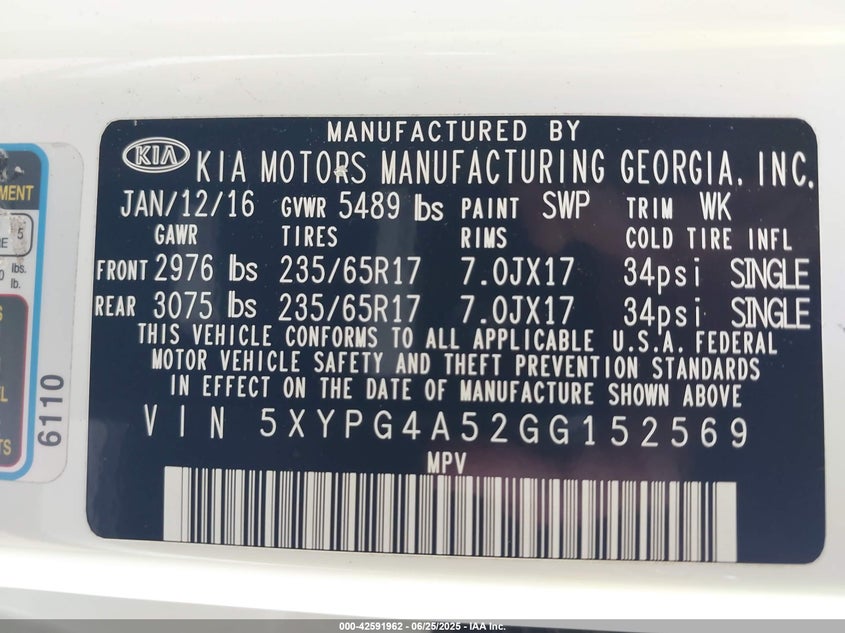 MANUFACTURED BY
KIA KIA MOTORS MANUFACTURING GEORGIA, INC.
JAN/12/16 GVWR 5489 lbs PAINT SWP TRIM WK
GAWR TIRES RIMS COLD TIRE INFL
FRONT 2976 lbs 235/65R17 7.0JX17 34psi SINGLE
REAR 3075 lbs 235/65R17 7.0JX17 34psi SINGLE
THIS VEHICLE CONFORMS TO ALL APPLICABLE U.S.A. FEDERAL
MOTOR VEHICLE SAFETY AND THEFT PREVENTION STANDARDS
IN EFFECT ON THE DATE OF MANUFACTURE SHOWN ABOVE
VIN 5XYPG4A52GG152569
MPV
6110
5
lbs.
lb.
000-42591962 - 06/25/2025 - IAA Inc.